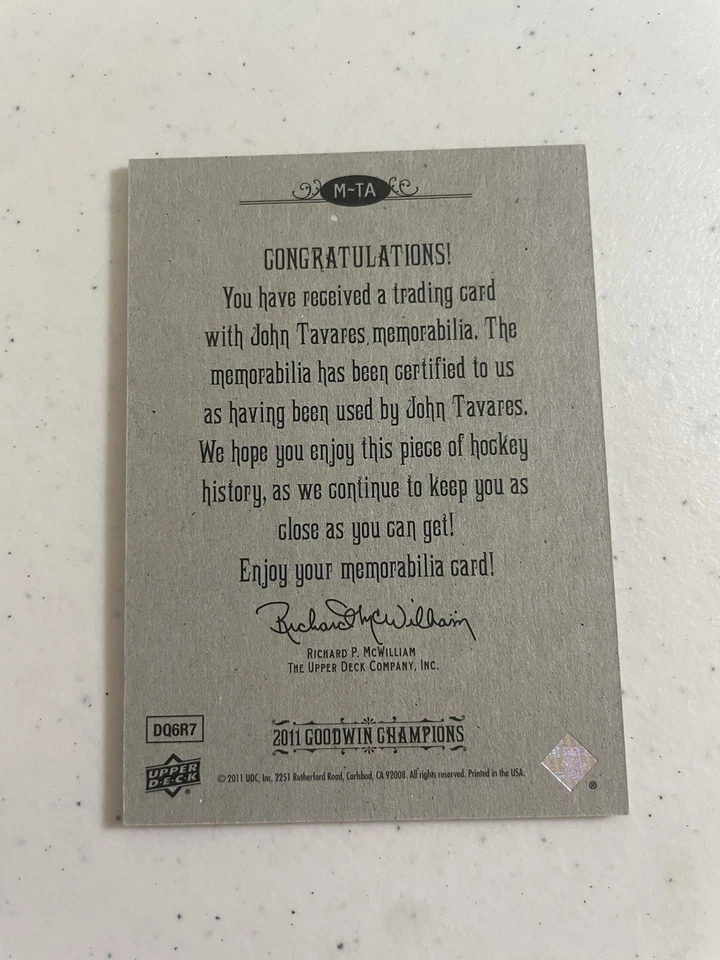 M-TA
CONGRATULATIONS!
You have received a trading card
with John Tavares memorabilia. The
memorabilia has been certified to us
as having been used by John Tavares.
We hope you enjoy this piece of hockey
history, as we continue to keep you as
close as you can get!
Enjoy your memorabilia card!
Richard McWilliam
RICHARD P. MCWILLIAM
THE UPPER DECK COMPANY, INC.
DQ6R7
2011 GOODWIN CHAMPIONS
UPPER
D·E·C·K
®
©2011 UDC, Inc. 2251 Rutherford Road, Carlsbad, CA 92008. All rights reserved. Printed in the USA.
®